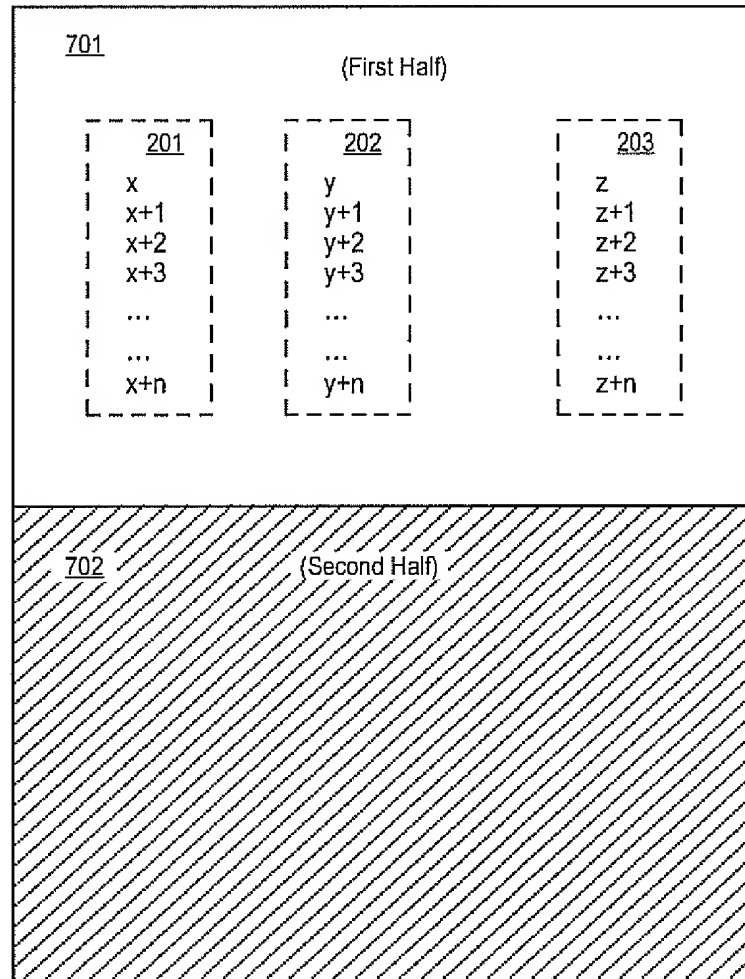 701
(First Half)
201 202 203
x y z
x+1 y+1 z+1
x+2 y+2 z+2
x+3 y+3 z+3
... ... ...
... ... ...
x+n y+n z+n
702 (Second Half)